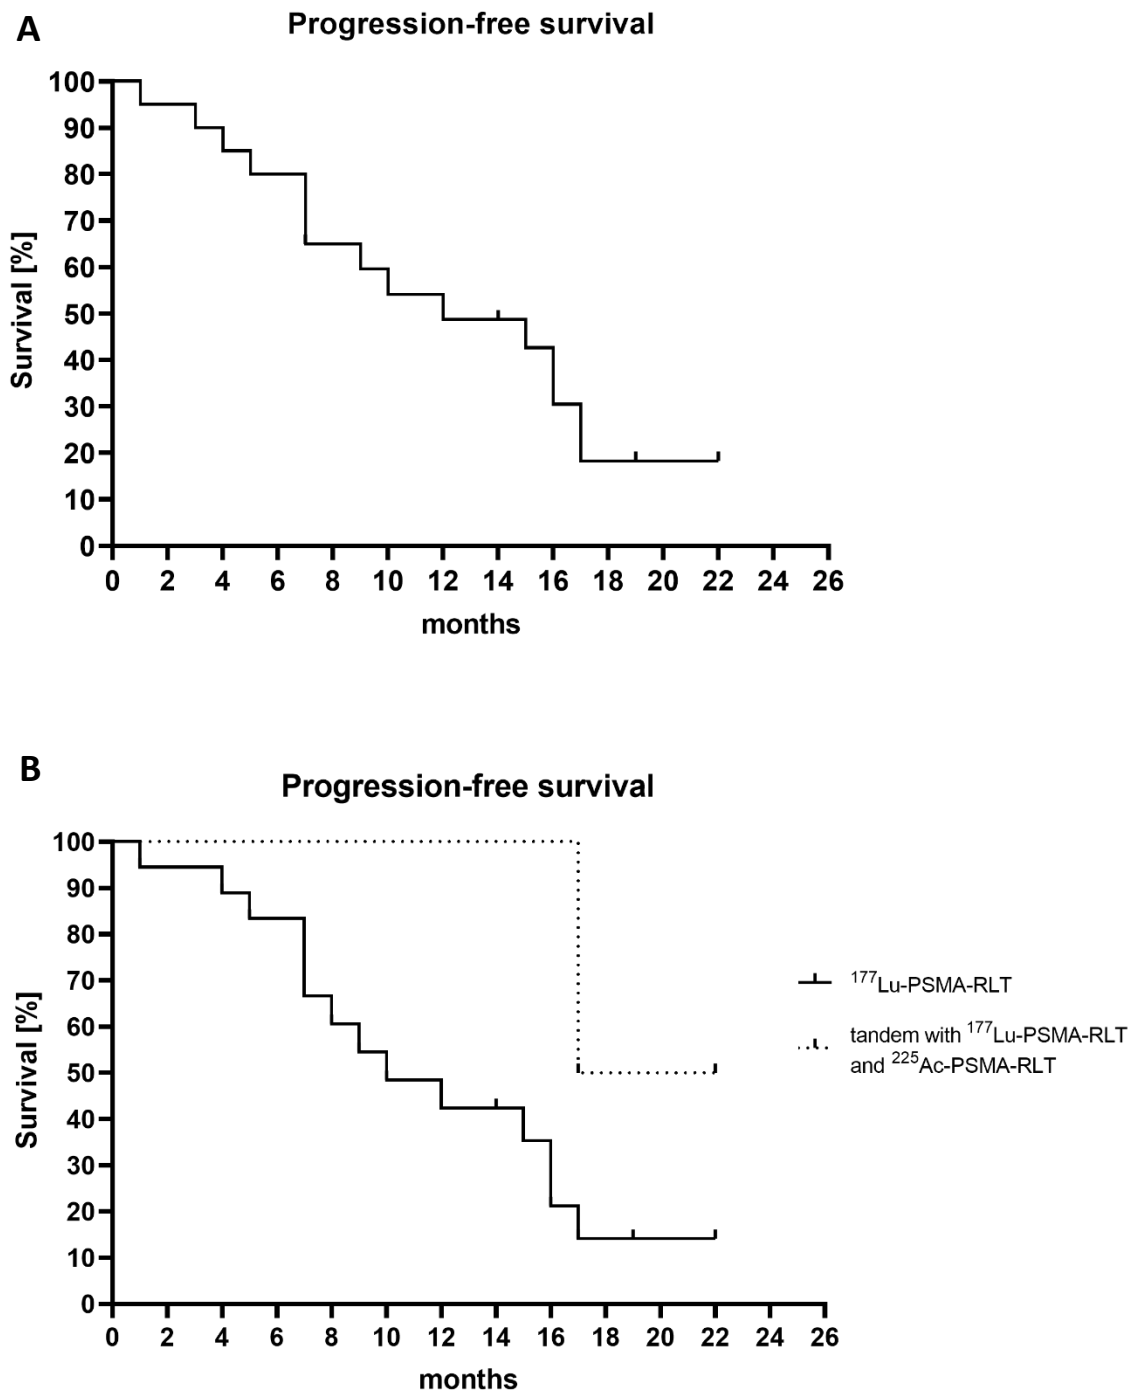 A
Progression-free survival
100
90
80
70
60
50
40
30
20
10
0
Survival [%]
0 2 4 6 8 10 12 14 16 18 20 22 24 26
months
B
Progression-free survival
100
90
80
70
60
50
40
30
20
10
0
Survival [%]
0 2 4 6 8 10 12 14 16 18 20 22 24 26
months
¹⁷⁷Lu-PSMA-RLT
tandem with ¹⁷⁷Lu-PSMA-RLT
and ²²⁵Ac-PSMA-RLT